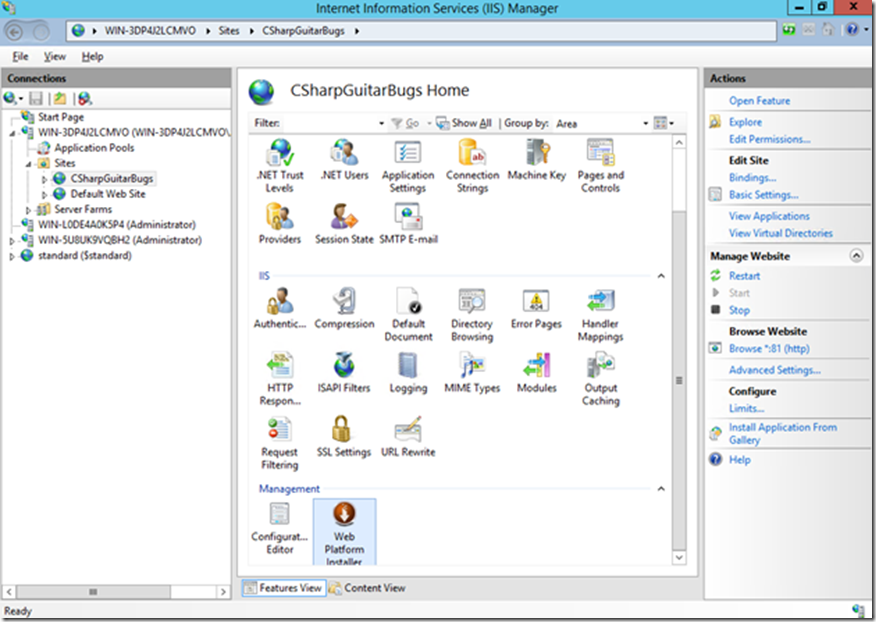 Internet Information Services (IIS) Manager
WIN-3DP4J2LCMVO Sites CSharpGuitarBugs
File View Help
Connections
Start Page
WIN-3DP4J2LCMVO (WIN-3DP4J2LCMVO\
Application Pools
Sites
CSharpGuitarBugs
Default Web Site
Server Farms
WIN-L0DE4A0K5P4 (Administrator)
WIN-5U8UK9VQBH2 (Administrator)
standard ($standard)
CSharpGuitarBugs Home
Filter: Go Show All Group by: Area
.NET Trust Levels
.NET Users
Application Settings
Connection Strings
Machine Key
Pages and Controls
Providers
Session State
SMTP E-mail
IIS
Authentic...
Compression
Default Document
Directory Browsing
Error Pages
Handler Mappings
HTTP Respon...
ISAPI Filters
Logging
MIME Types
Modules
Output Caching
Request Filtering
SSL Settings
URL Rewrite
Management
Configurat... Editor
Web Platform Installer
Features View
Content View
Actions
Open Feature
Explore
Edit Permissions...
Edit Site
Bindings...
Basic Settings...
View Applications
View Virtual Directories
Manage Website
Restart
Start
Stop
Browse Website
Browse *:81 (http)
Advanced Settings...
Configure
Limits...
Install Application From
Gallery
Help
Ready